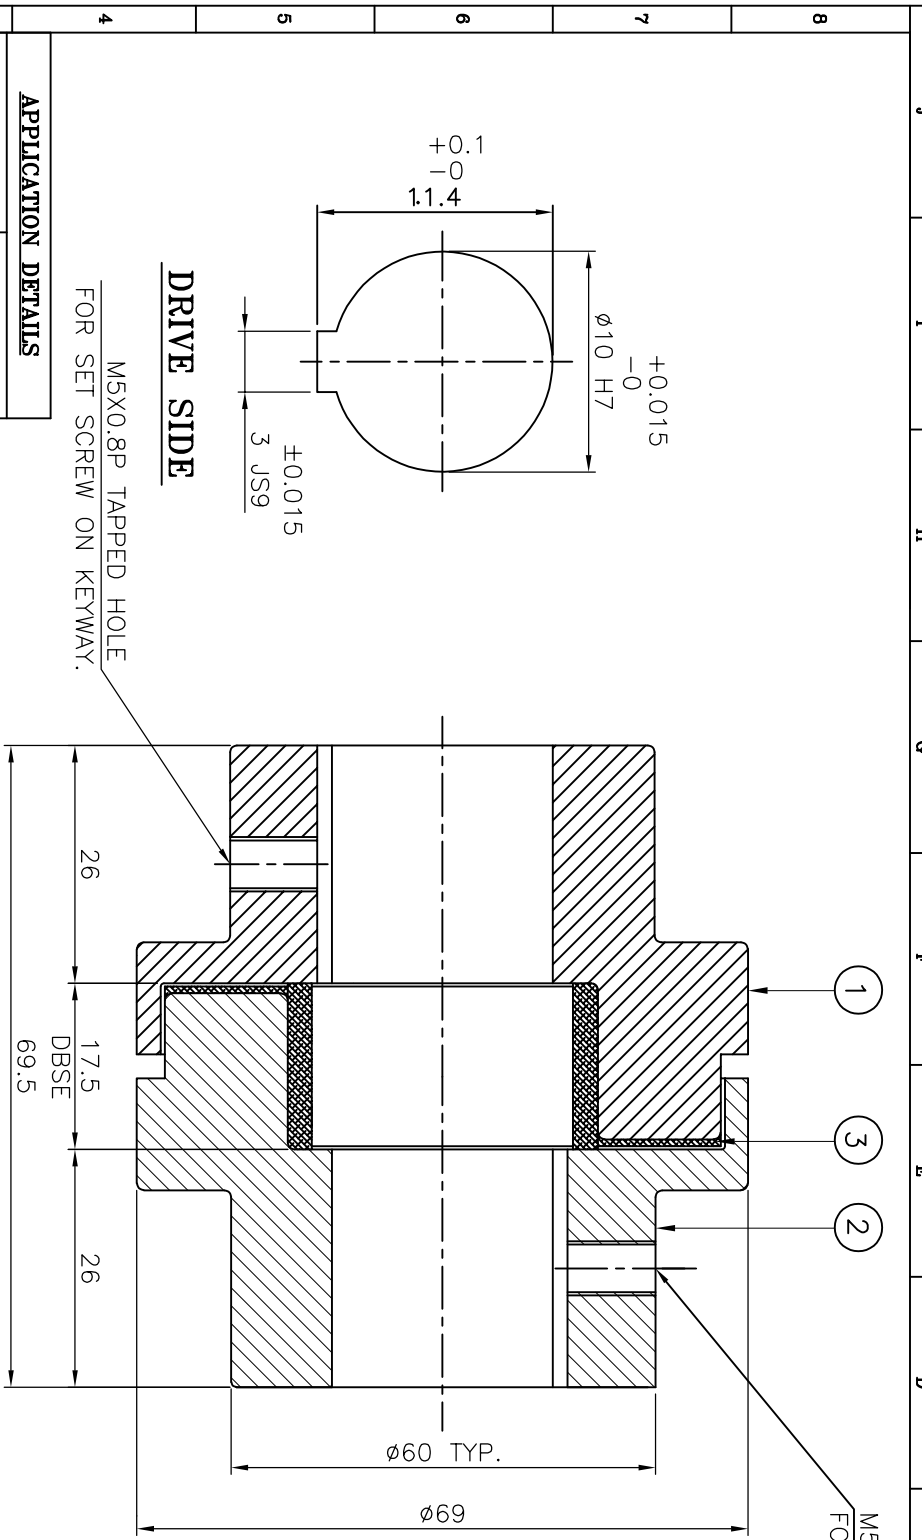 J
8
7
6
5
4
+0.1
-0
11.4
+0.015
-0
ø10 H7
±0.015
3 JS9
DRIVE SIDE
M5X0.8P TAPPED HOLE
FOR SET SCREW ON KEYWAY.
APPLICATION DETAILS
G
1
3
2
E
D
26
17.5
DBSE
26
69.5
ø60 TYP.
ø69
M5